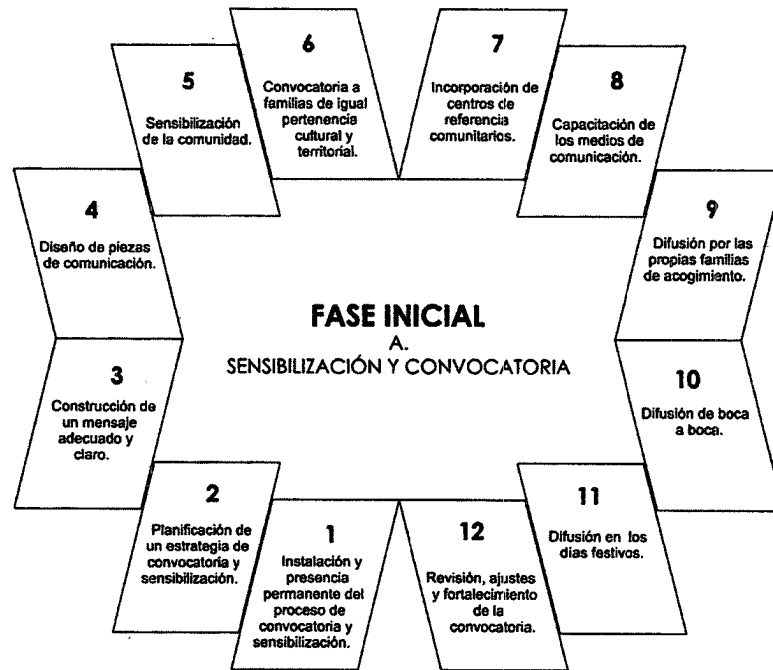 6
Convocatoria a
familias de igual
pertenencia
cultural y
territorial.
7
Incorporación de
centros de
referencia
comunitarios.
5
Sensibilización
de la comunidad.
8
Capacitación de
los medios de
comunicación.
4
Diseño de piezas
de comunicación.
9
Difusión por las
propias familias
de acogimiento.
FASE INICIAL
A.
SENSIBILIZACIÓN Y CONVOCATORIA
3
Construcción de
un mensaje
adecuado y
claro.
10
Difusión de boca
a boca.
2
Planificación de
un estrategia de
convocatoria y
sensibilización.
11
Difusión en los
días festivos.
1
Instalación y
presencia
permanente del
proceso de
convocatoria y
sensibilización.
12
Revisión, ajustes
y fortalecimiento
de la
convocatoria.